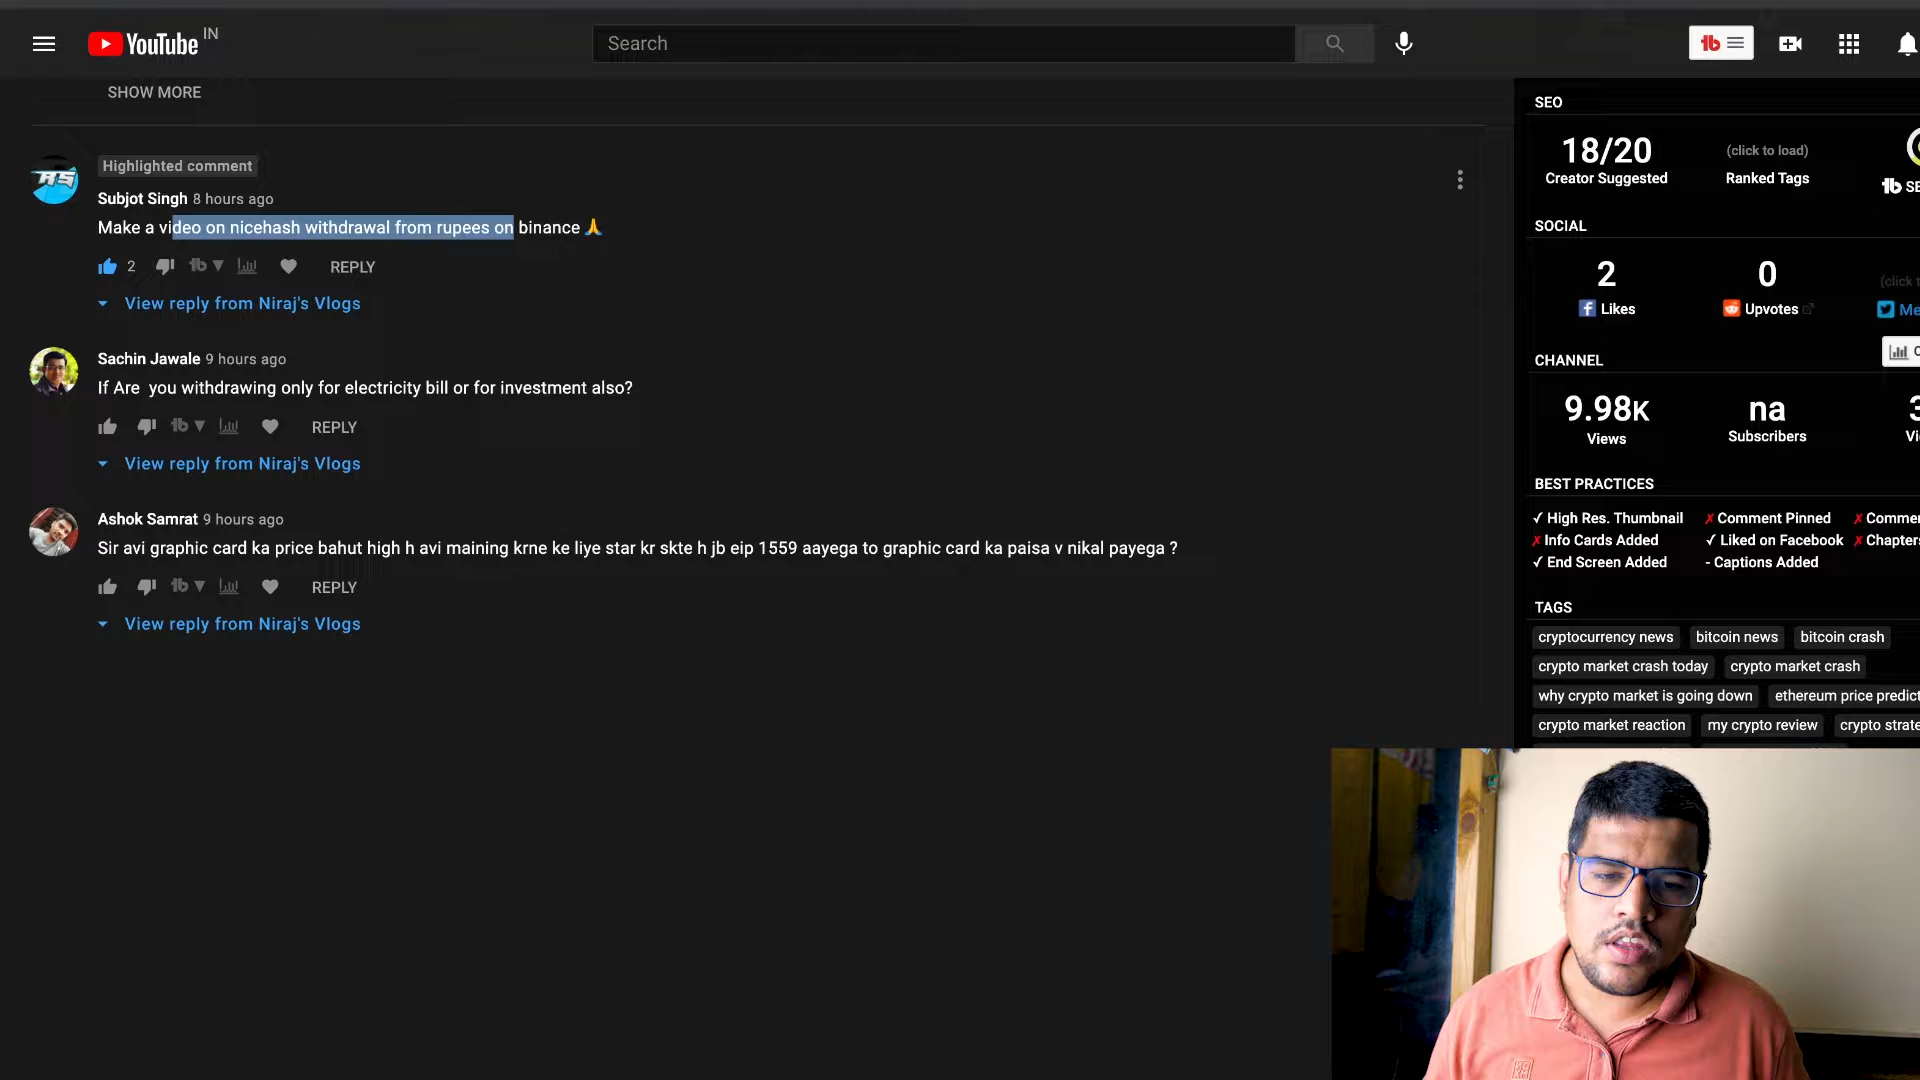 YouTube IN
Search
SHOW MORE
Highlighted comment
Subjot Singh 8 hours ago
Make a video on nicehash withdrawal from rupees on binance 🙏
2
REPLY
View reply from Niraj's Vlogs
Sachin Jawale 9 hours ago
If Are  you withdrawing only for electricity bill or for investment also?
REPLY
View reply from Niraj's Vlogs
Ashok Samrat 9 hours ago
Sir avi graphic card ka price bahut high h avi maining krne ke liye star kr skte h jb eip 1559 aayega to graphic card ka paisa v nikal payega ?
REPLY
View reply from Niraj's Vlogs
SEO
18/20 (click to load)
Creator Suggested Ranked Tags
SOCIAL
2 0
Likes Upvotes
CHANNEL
9.98K na
Views Subscribers
BEST PRACTICES
✓ High Res. Thumbnail ✗ Comment Pinned
✗ Info Cards Added ✓ Liked on Facebook ✗ Chapters
✓ End Screen Added - Captions Added
TAGS
cryptocurrency news bitcoin news bitcoin crash
crypto market crash today crypto market crash
why crypto market is going down ethereum price predict
crypto market reaction my crypto review crypto strate